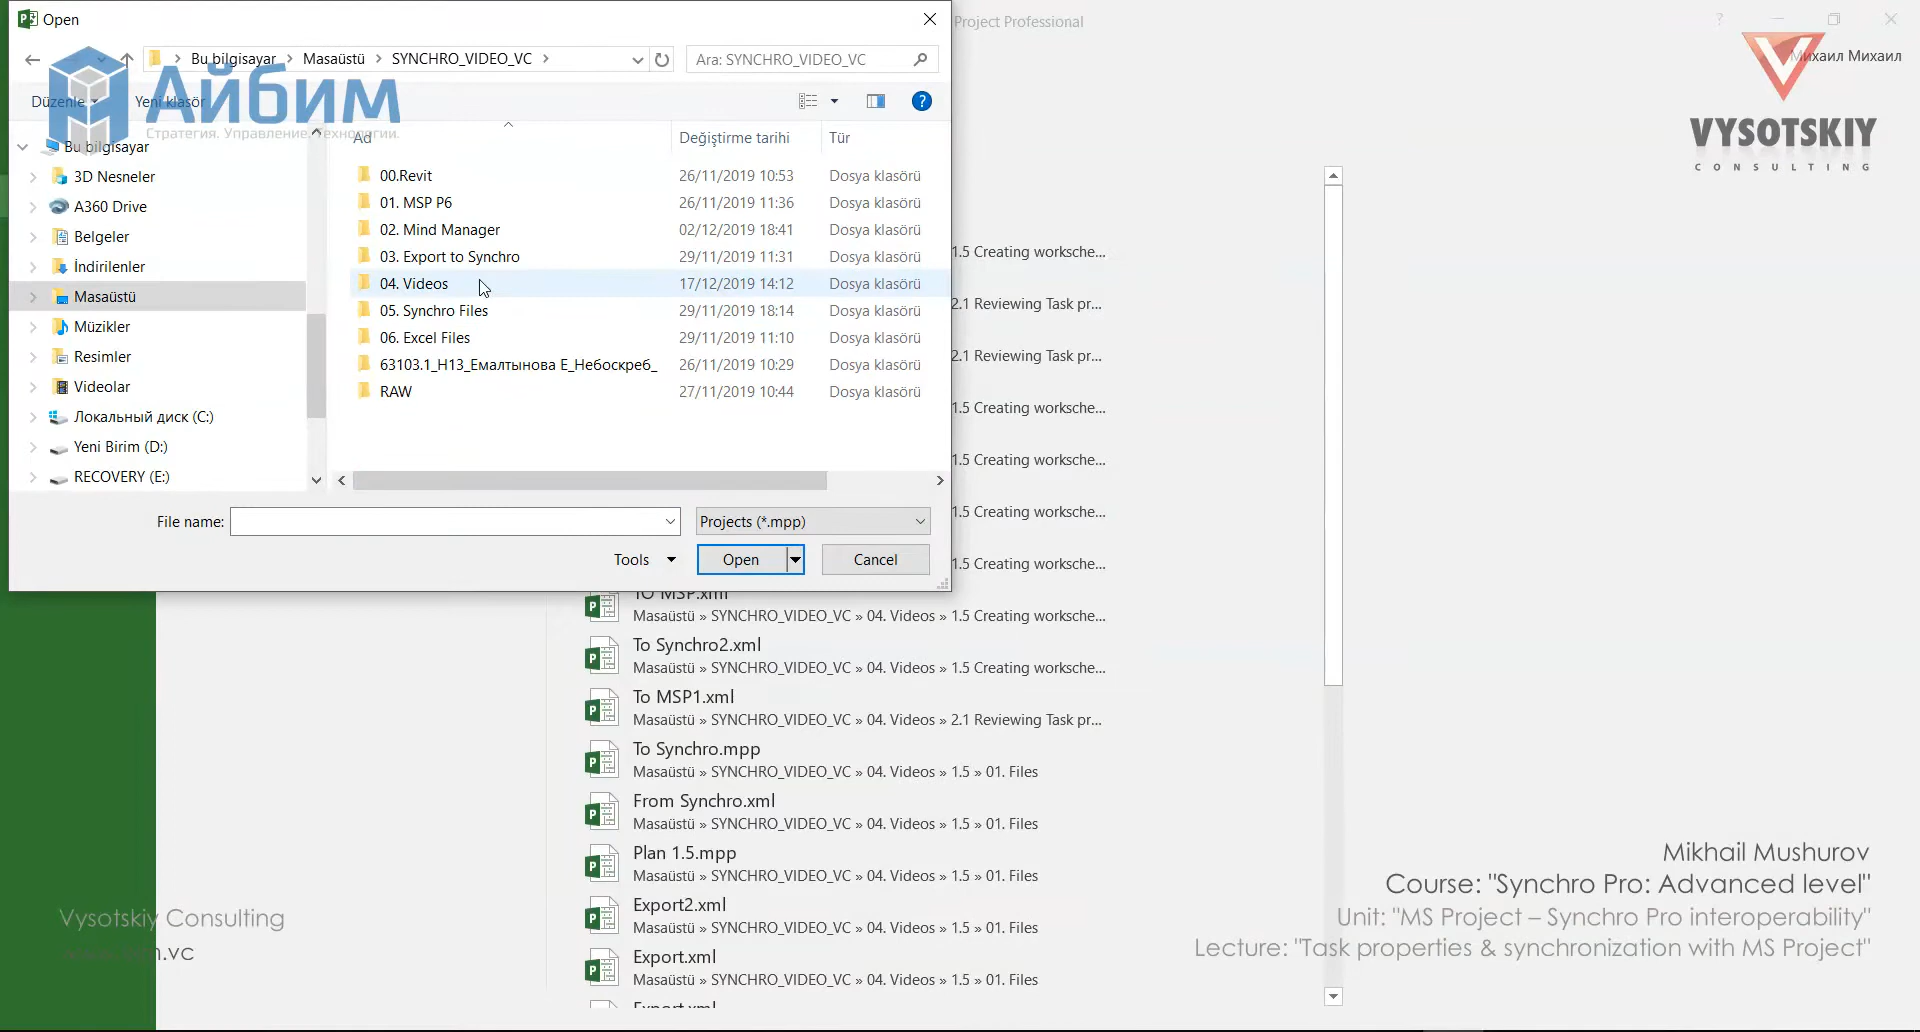 Open
Project Professional
Михаил Михаил
Bu bilgisayar > Masaüstü > SYNCHRO_VIDEO_VC >
Ara: SYNCHRO_VIDEO_VC
Düzenle
Yeni klasör
Айбим
Стратегия. Управление. Технологии.
VYSOTSKIY
CONSULTING
Ad
Değiştirme tarihi
Tür
Bu bilgisayar
3D Nesneler
A360 Drive
Belgeler
İndirilenler
Masaüstü
Müzikler
Resimler
Videolar
Локальный диск (C:)
Yeni Birim (D:)
RECOVERY (E:)
00.Revit 26/11/2019 10:53 Dosya klasörü
01. MSP P6 26/11/2019 11:36 Dosya klasörü
02. Mind Manager 02/12/2019 18:41 Dosya klasörü
03. Export to Synchro 29/11/2019 11:31 Dosya klasörü
04. Videos 17/12/2019 14:12 Dosya klasörü
05. Synchro Files 29/11/2019 18:14 Dosya klasörü
06. Excel Files 29/11/2019 11:10 Dosya klasörü
63103.1_Н13_Емалтынова Е_Небоскреб_ 26/11/2019 10:29 Dosya klasörü
RAW 27/11/2019 10:44 Dosya klasörü
File name:
Projects (*.mpp)
Tools
Open
Cancel
1.5 Creating worksche...
2.1 Reviewing Task pr...
2.1 Reviewing Task pr...
1.5 Creating worksche...
1.5 Creating worksche...
1.5 Creating worksche...
1.5 Creating worksche...
TO MSP.xml
Masaüstü » SYNCHRO_VIDEO_VC » 04. Videos » 1.5 Creating worksche...
To Synchro2.xml
Masaüstü » SYNCHRO_VIDEO_VC » 04. Videos » 1.5 Creating worksche...
To MSP1.xml
Masaüstü » SYNCHRO_VIDEO_VC » 04. Videos » 2.1 Reviewing Task pr...
To Synchro.mpp
Masaüstü » SYNCHRO_VIDEO_VC » 04. Videos » 1.5 » 01. Files
From Synchro.xml
Masaüstü » SYNCHRO_VIDEO_VC » 04. Videos » 1.5 » 01. Files
Plan 1.5.mpp
Masaüstü » SYNCHRO_VIDEO_VC » 04. Videos » 1.5 » 01. Files
Export2.xml
Masaüstü » SYNCHRO_VIDEO_VC » 04. Videos » 1.5 » 01. Files
Export.xml
Masaüstü » SYNCHRO_VIDEO_VC » 04. Videos » 1.5 » 01. Files
Export.xml
Vysotskiy Consulting
Mikhail Mushurov
Course: "Synchro Pro: Advanced level"
Unit: "MS Project – Synchro Pro interoperability"
Lecture: "Task properties & synchronization with MS Project"